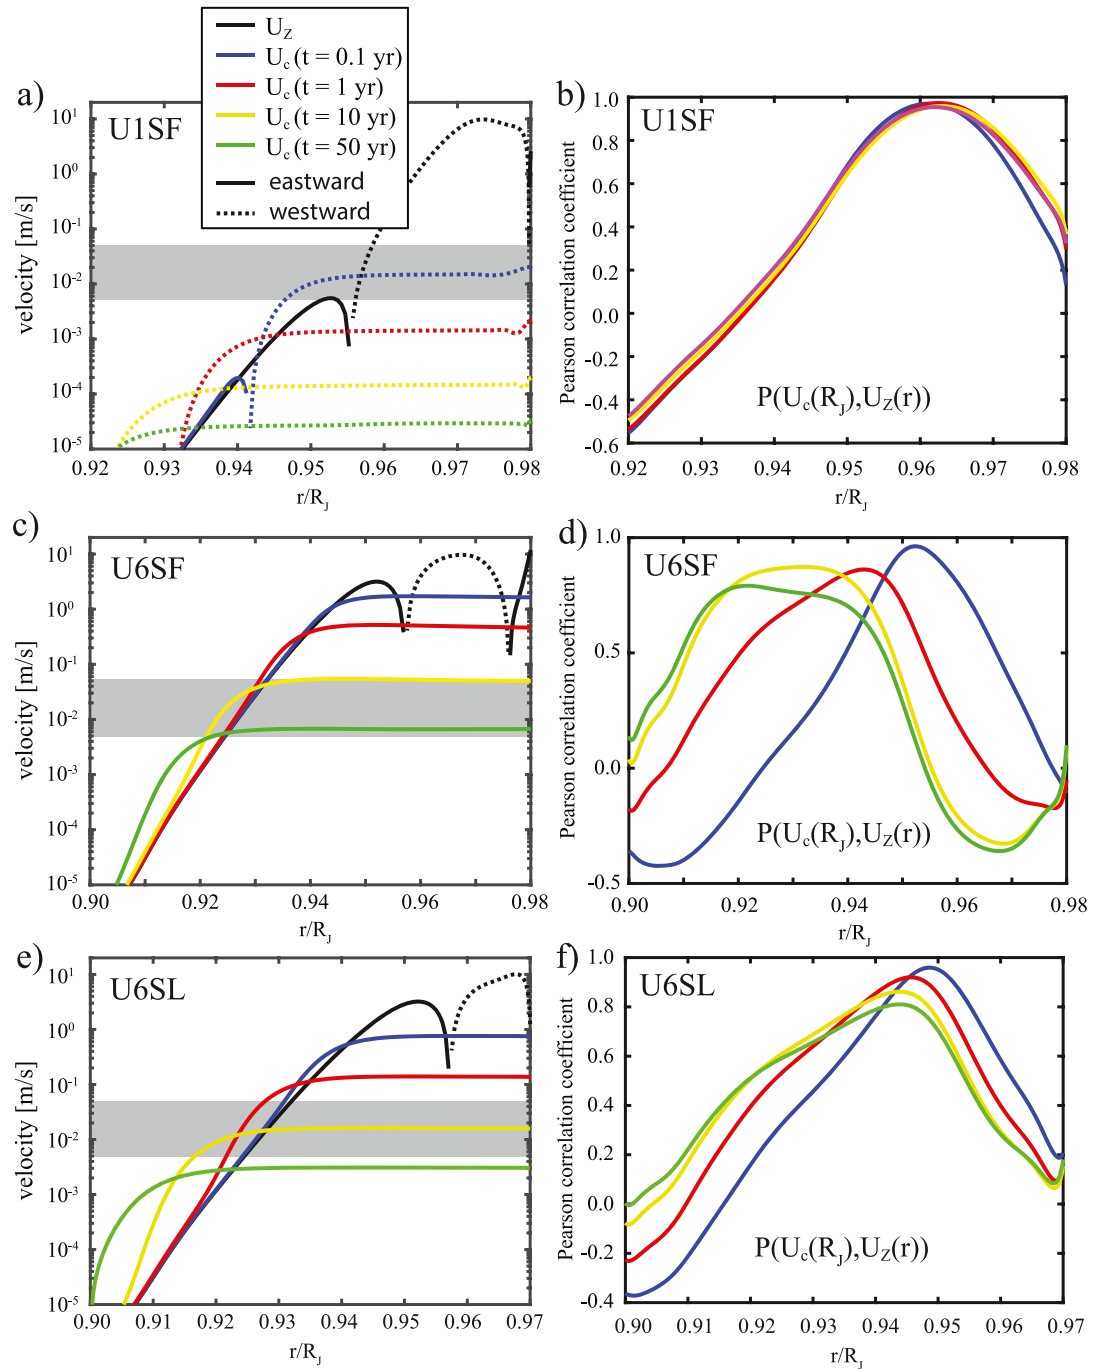 U_Z
U_c (t = 0.1 yr)
U_c (t = 1 yr)
U_c (t = 10 yr)
U_c (t = 50 yr)
eastward
westward
a)
U1SF
velocity [m/s]
10^1
10^0
10^-1
10^-2
10^-3
10^-4
10^-5
0.92 0.93 0.94 0.95 0.96 0.97 0.98
r/R_J
b)
U1SF
Pearson correlation coefficient
1.0
0.8
0.6
0.4
0.2
0.0
-0.2
-0.4
-0.6
P(U_c(R_J),U_Z(r))
0.92 0.93 0.94 0.95 0.96 0.97 0.98
r/R_J
c)
U6SF
velocity [m/s]
10^1
10^0
10^-1
10^-2
10^-3
10^-4
10^-5
0.90 0.92 0.94 0.96 0.98
r/R_J
d)
U6SF
Pearson correlation coefficient
1.0
0.5
0.0
-0.5
P(U_c(R_J),U_Z(r))
0.90 0.92 0.94 0.96 0.98
r/R_J
e)
U6SL
velocity [m/s]
10^1
10^0
10^-1
10^-2
10^-3
10^-4
10^-5
0.90 0.91 0.92 0.93 0.94 0.95 0.96 0.97
r/R_J
f)
U6SL
Pearson correlation coefficient
1.0
0.8
0.6
0.4
0.2
0.0
-0.2
-0.4
P(U_c(R_J),U_Z(r))
0.90 0.91 0.92 0.93 0.94 0.95 0.96 0.97
r/R_J